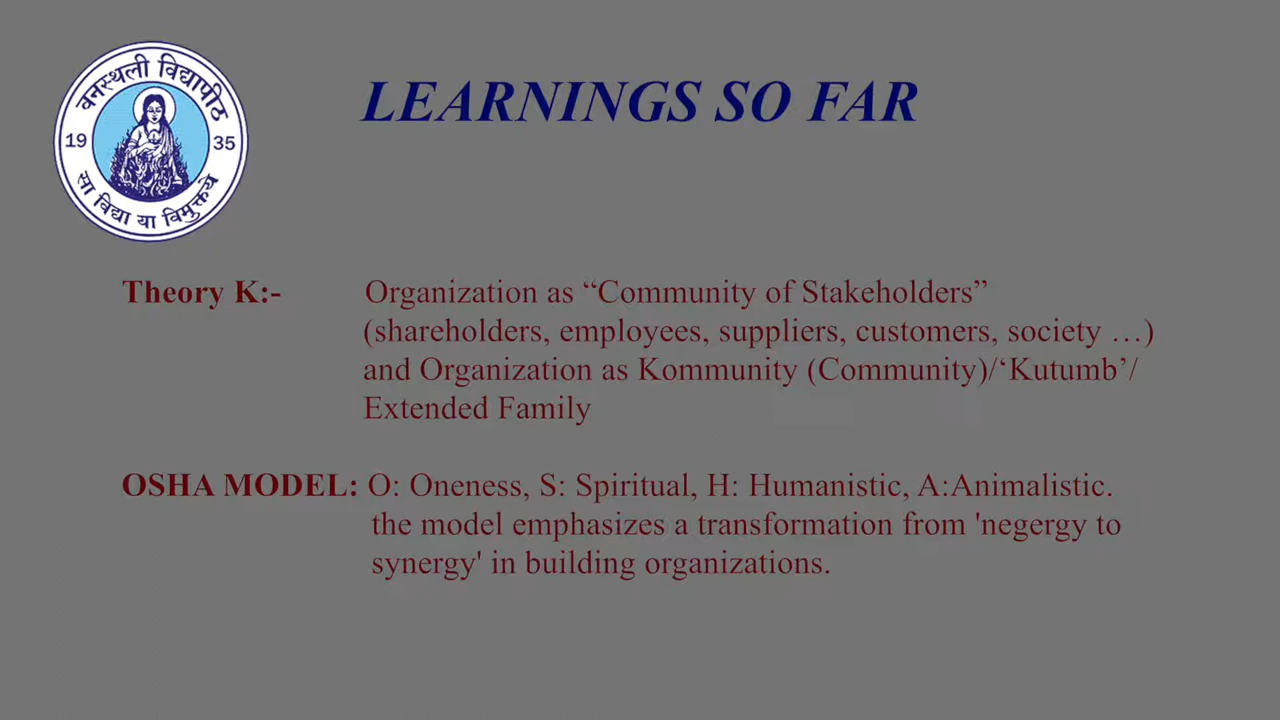 वनस्थली विद्यापीठ
19 35
सा विद्या या विमुक्तये
LEARNINGS SO FAR
Theory K:- Organization as “Community of Stakeholders”
(shareholders, employees, suppliers, customers, society …)
and Organization as Kommunity (Community)/‘Kutumb’/
Extended Family
OSHA MODEL: O: Oneness, S: Spiritual, H: Humanistic, A:Animalistic.
the model emphasizes a transformation from 'negergy to
synergy' in building organizations.